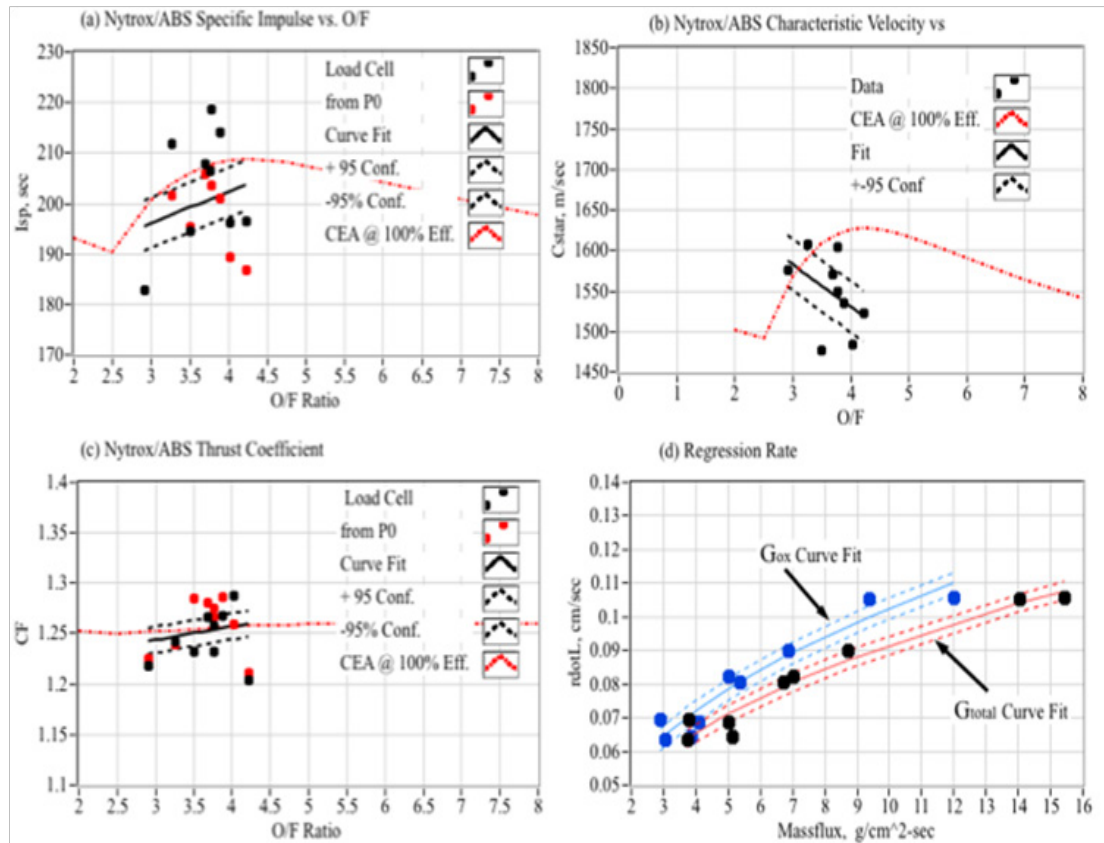 (a) Nytrox/ABS Specific Impulse vs. O/F
230
220
210
200
190
180
170
Isp, sec
Load Cell
from P0
Curve Fit
+ 95 Conf.
-95% Conf.
CEA @ 100% Eff.
2 2.5 3 3.5 4 4.5 5 5.5 6 6.5 7 7.5 8
O/F Ratio
(b) Nytrox/ABS Characteristic Velocity vs
1850
1800
1750
1700
1650
1600
1550
1500
1450
Cstar, m/sec
Data
CEA @ 100% Eff.
Fit
+-95 Conf
0 1 2 3 4 5 6 7 8
O/F
(c) Nytrox/ABS Thrust Coefficient
1.4
1.3
1.25
1.2
1.1
CF
Load Cell
from P0
Curve Fit
+ 95 Conf.
-95% Conf.
CEA @ 100% Eff.
2 2.5 3 3.5 4 4.5 5 5.5 6 6.5 7 7.5 8
O/F Ratio
(d) Regression Rate
0.14
0.13
0.12
0.11
0.1
0.09
0.08
0.07
0.06
0.05
rdotL, cm/sec
Gox Curve Fit
Gtotal Curve Fit
2 3 4 5 6 7 8 9 10 11 12 13 14 15 16
Massflux, g/cm^2-sec